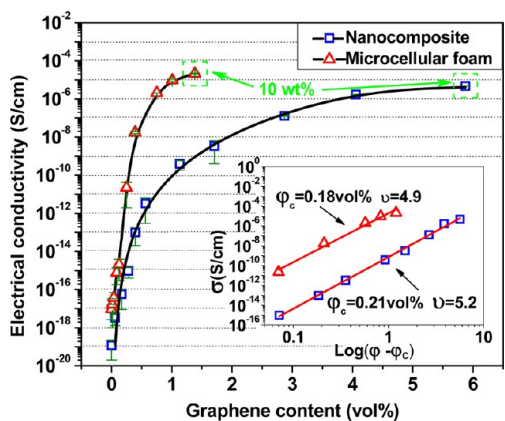 Electrical conductivity (S/cm)
10⁻²
10⁻⁴
10⁻⁶
10⁻⁸
10⁻¹⁰
10⁻¹²
10⁻¹⁴
10⁻¹⁶
10⁻¹⁸
10⁻²⁰
Nanocomposite
Microcellular foam
10 wt%
σ(S/cm)
10⁰
10⁻²
10⁻⁴
10⁻⁶
10⁻⁸
10⁻¹⁰
10⁻¹²
10⁻¹⁴
10⁻¹⁶
φc=0.18vol% υ=4.9
φc=0.21vol% υ=5.2
0.1 1 10
Log(φ -φc)
0 1 2 3 4 5 6
Graphene content (vol%)